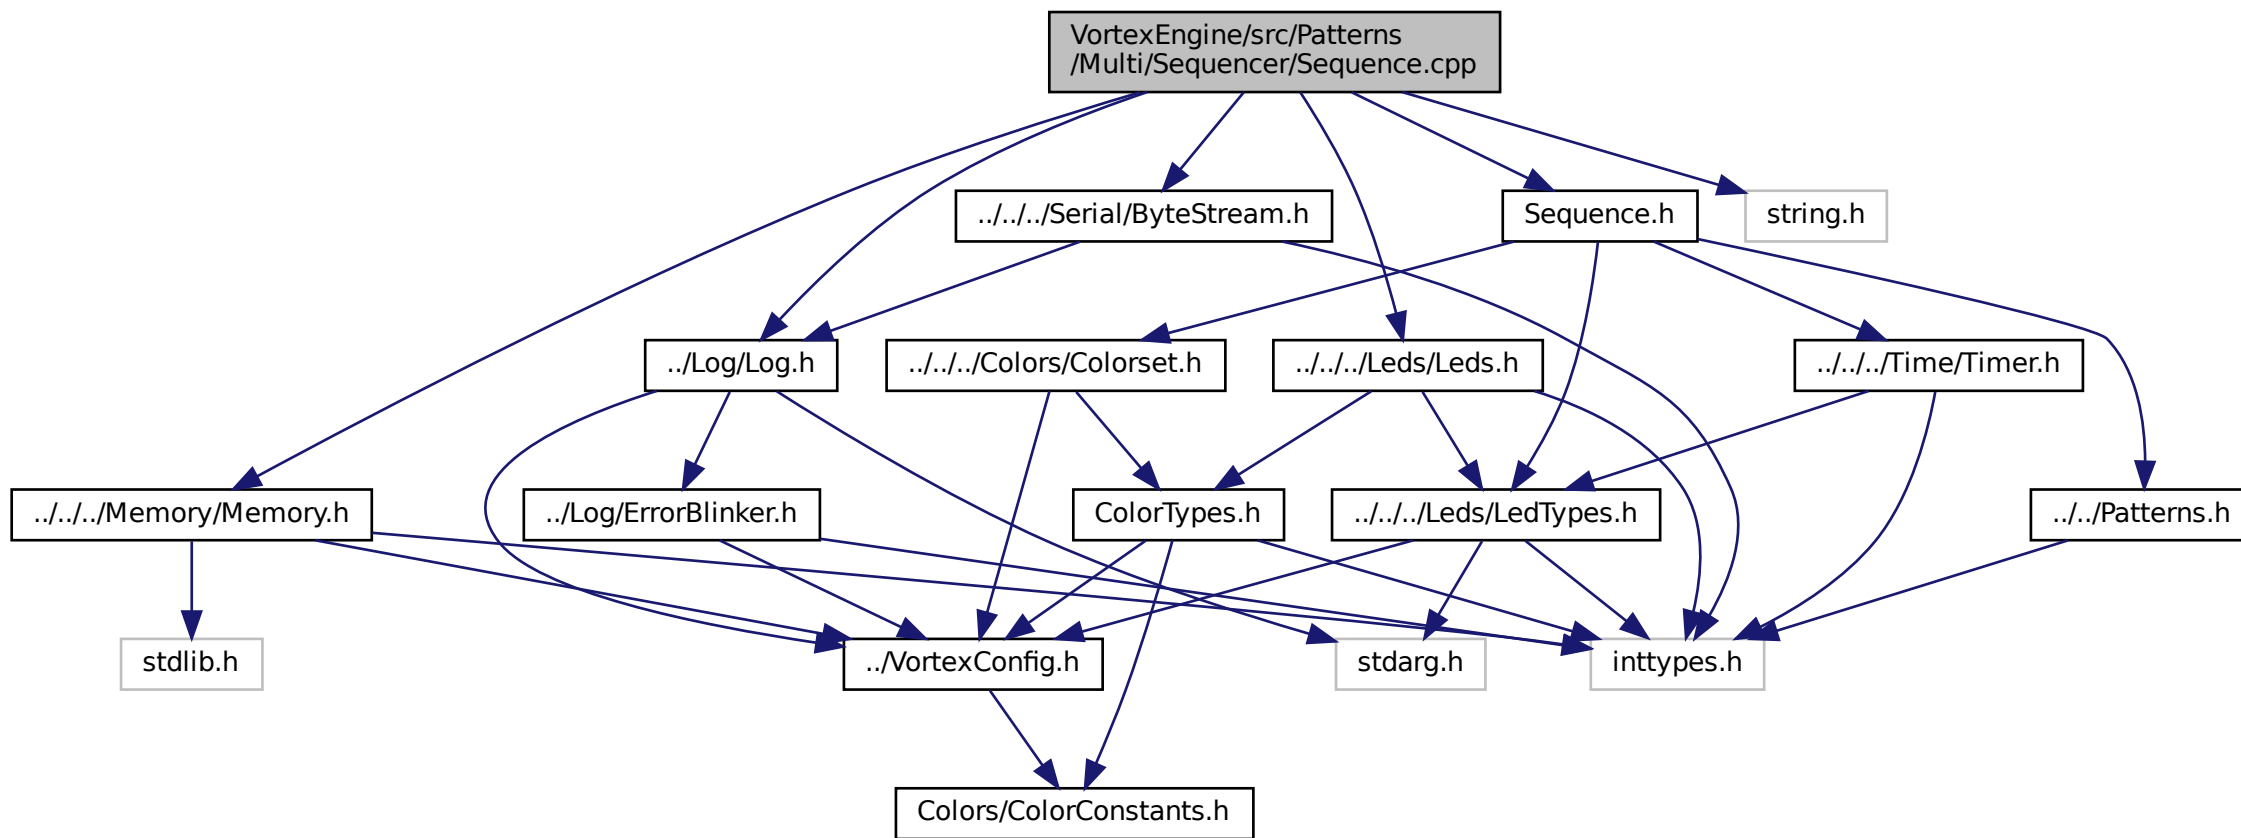 VortexEngine/src/Patterns
/Multi/Sequencer/Sequence.cpp
../../../Serial/ByteStream.h
Sequence.h
string.h
../Log/Log.h
../../../Colors/Colorset.h
../../../Leds/Leds.h
../../../Time/Timer.h
../../../Memory/Memory.h
../Log/ErrorBlinker.h
ColorTypes.h
../../../Leds/LedTypes.h
../../Patterns.h
stdlib.h
../VortexConfig.h
stdarg.h
inttypes.h
Colors/ColorConstants.h